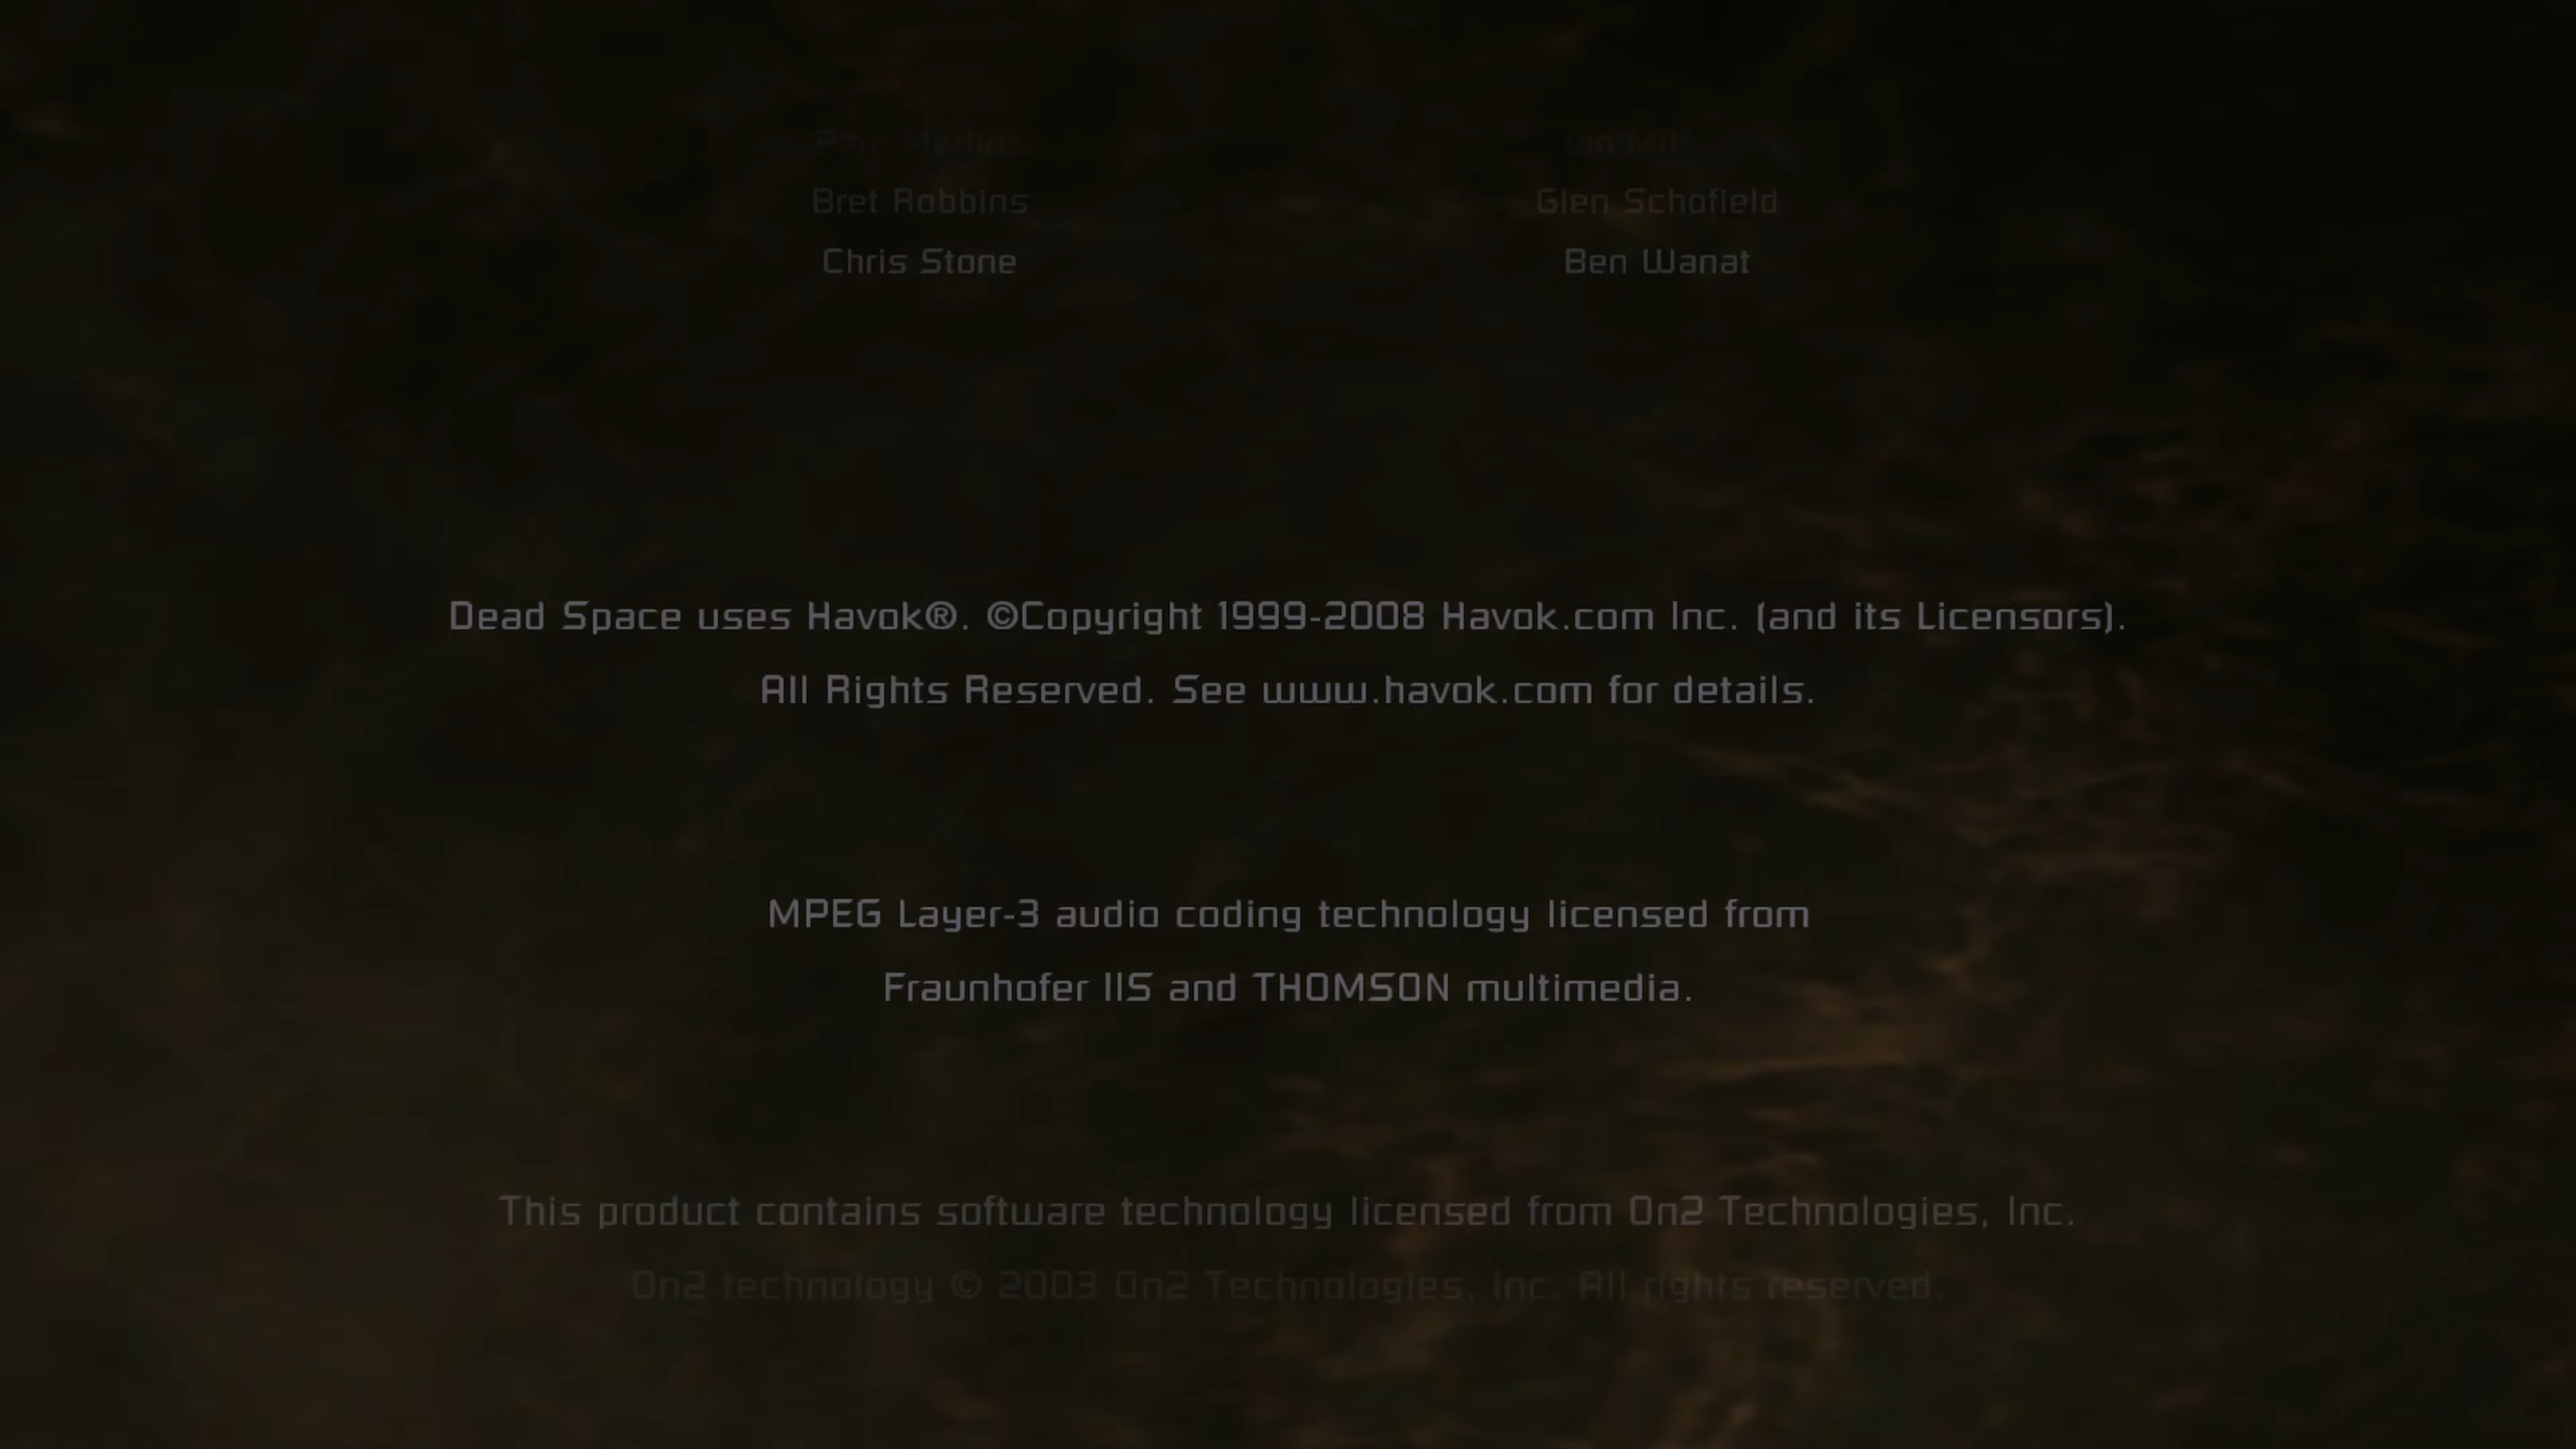 Paul Mathus
Ian
Bret Robbins
Glen Schofield
Chris Stone
Ben Wanat
Dead Space uses Havok®. ©Copyright 1999-2008 Havok.com Inc. (and its Licensors).
All Rights Reserved. See www.havok.com for details.
MPEG Layer-3 audio coding technology licensed from
Fraunhofer IIS and THOMSON multimedia.
This product contains software technology licensed from On2 Technologies, Inc.
On2 technology © 2003 On2 Technologies, Inc. All rights reserved.